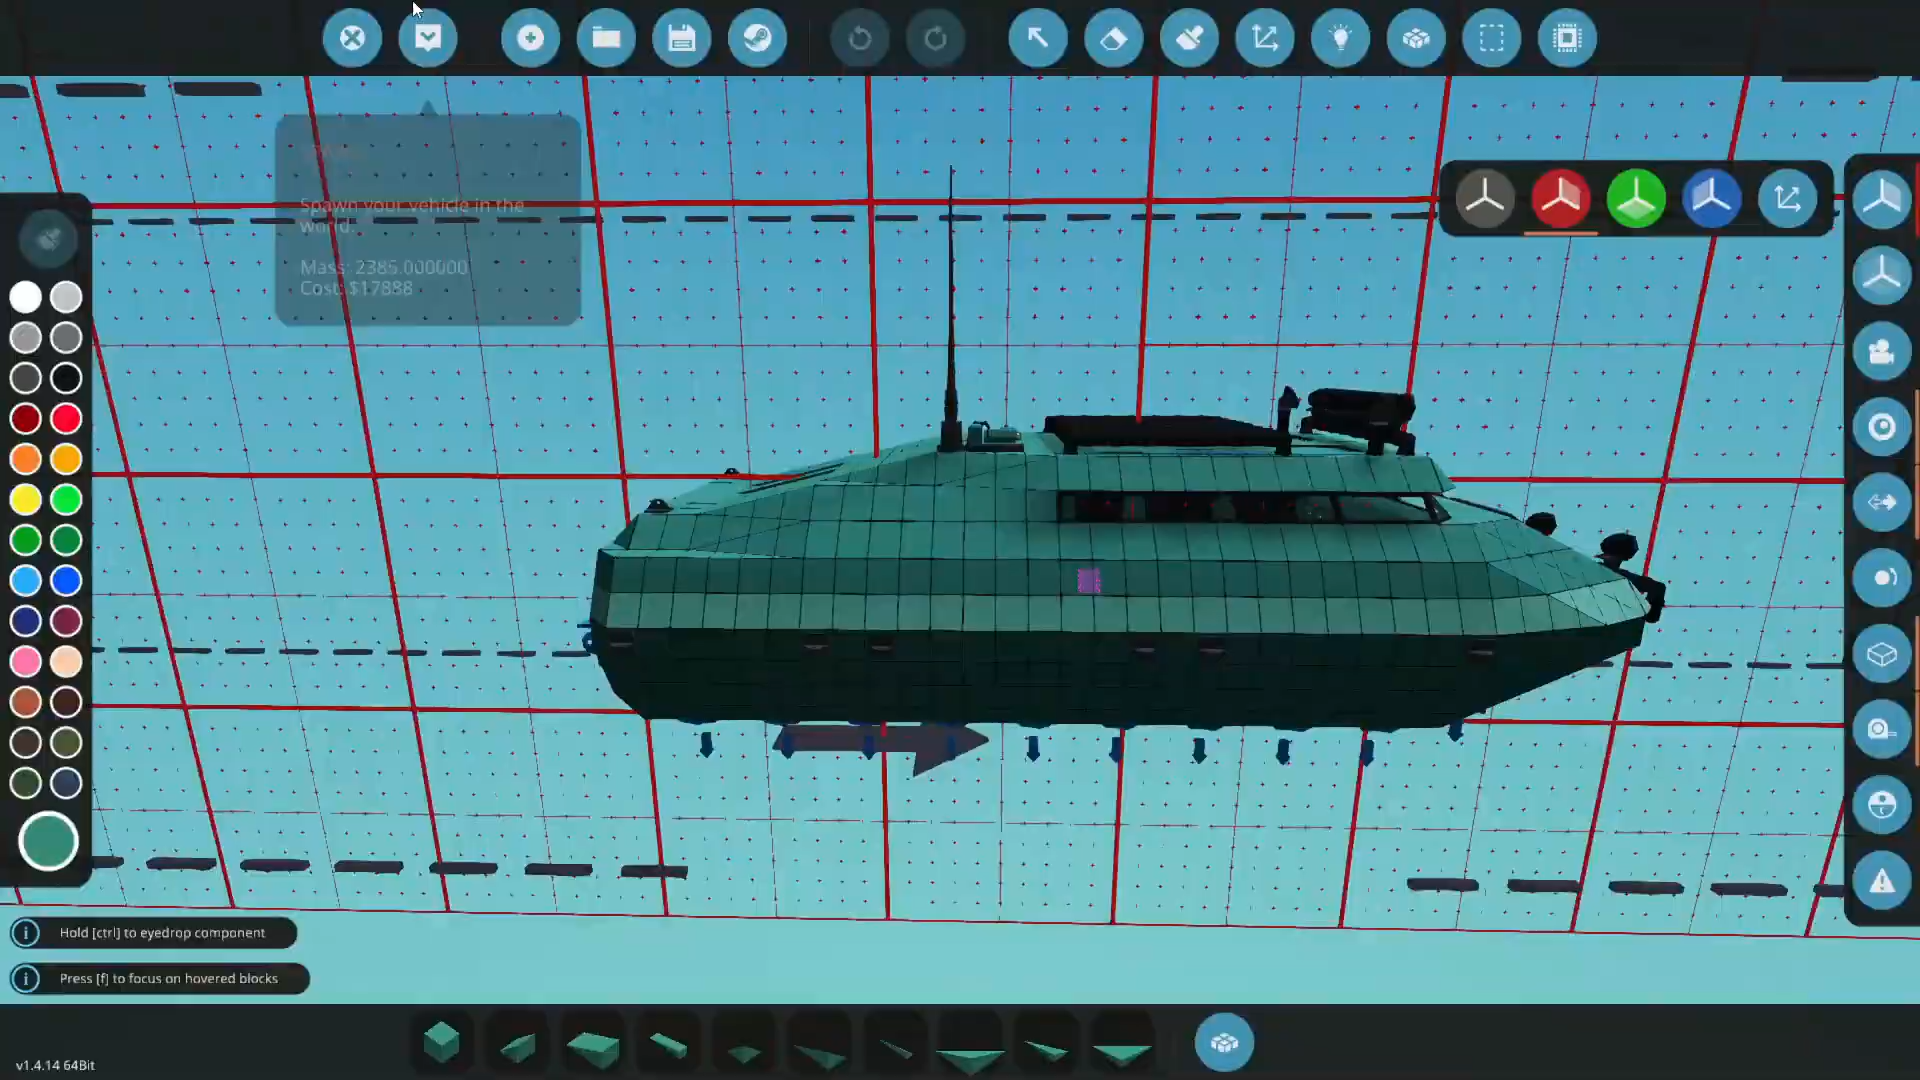 Spawn your vehicle in the
world.
Mass: 2385.000000
Cost: $17888
Hold [ctrl] to eyedrop component
Press [f] to focus on hovered blocks
v1.4.14 64Bit